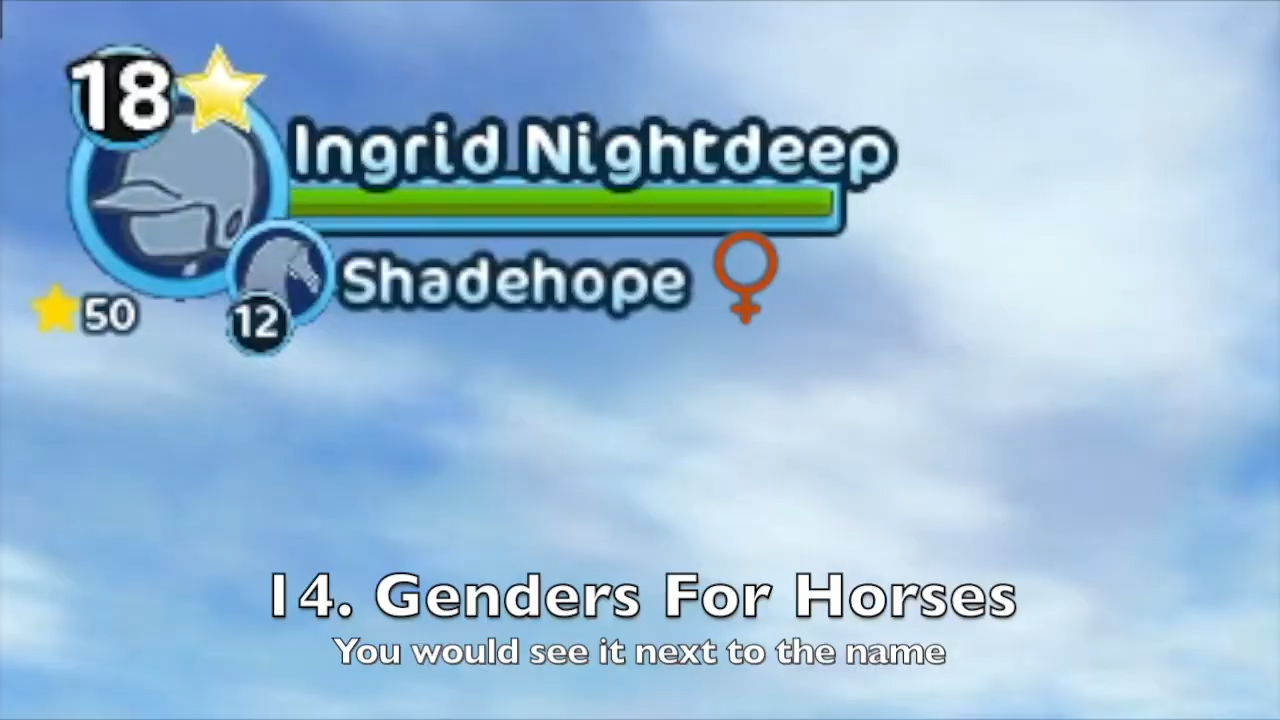 18
Ingrid Nightdeep
Shadehope
50
12
14. Genders For Horses
You would see it next to the name